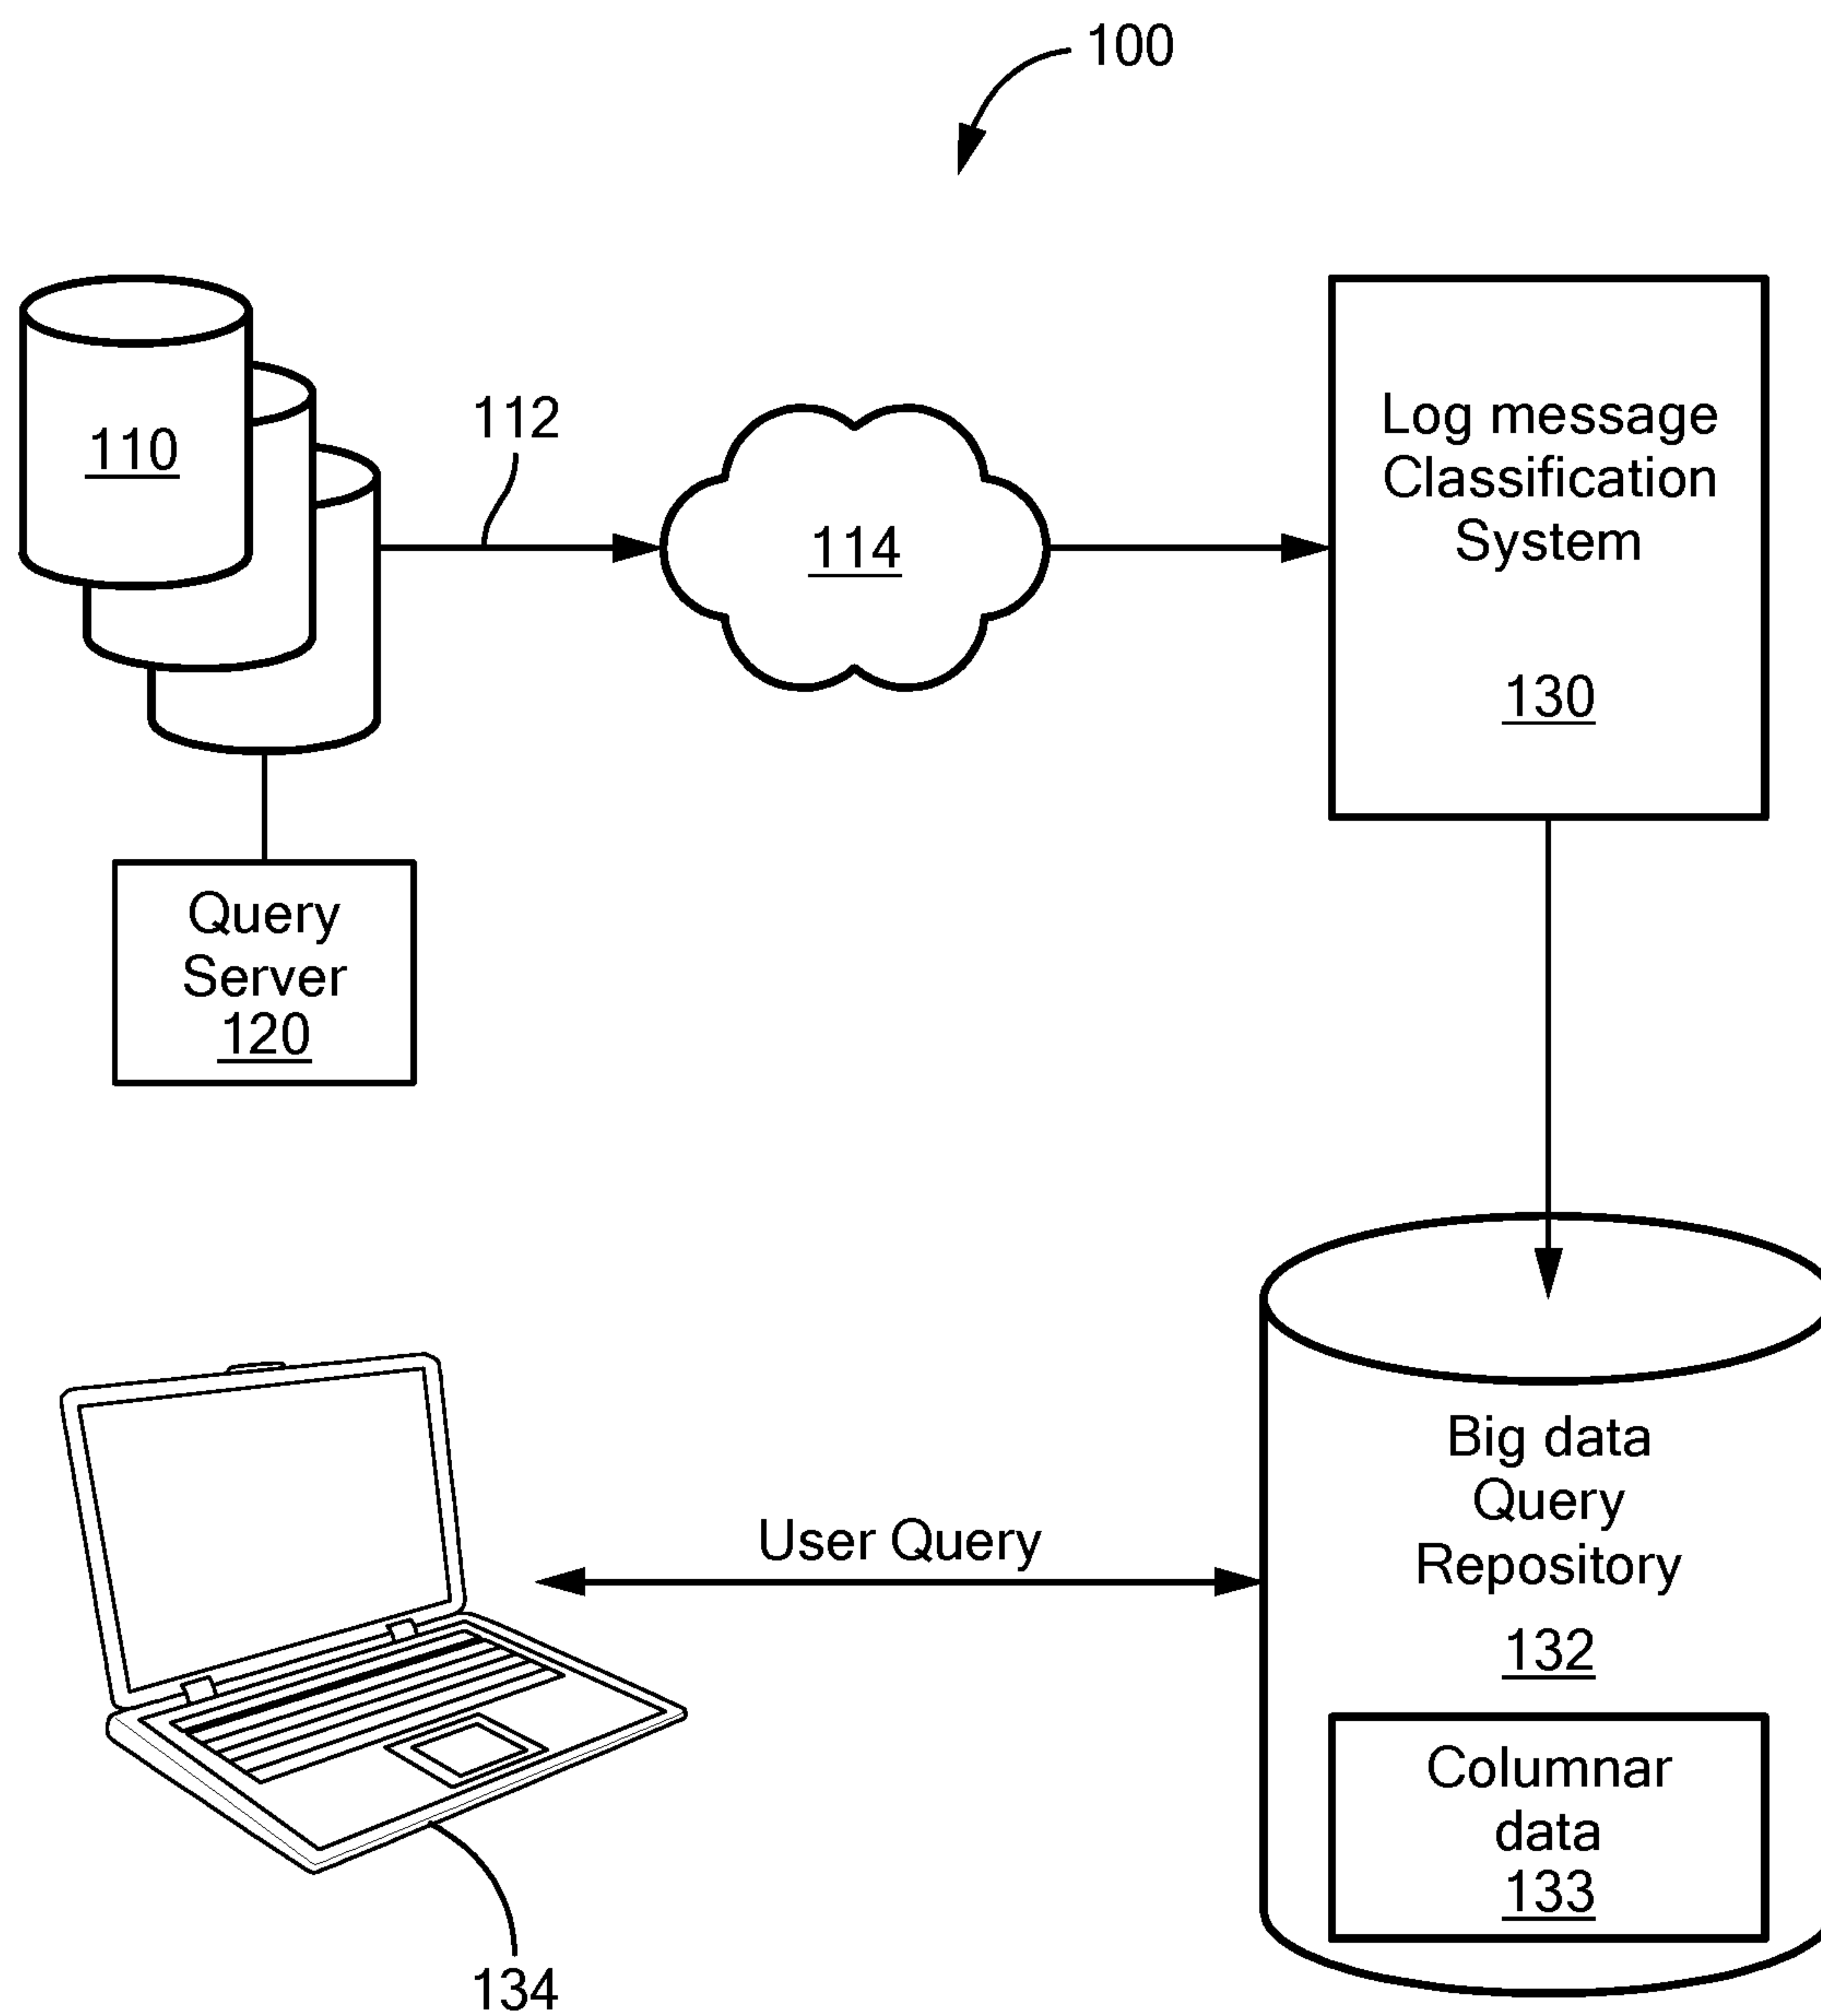 100
110
112
114
Log message
Classification
System
130
Query
Server
120
User Query
Big data
Query
Repository
132
Columnar
data
133
134